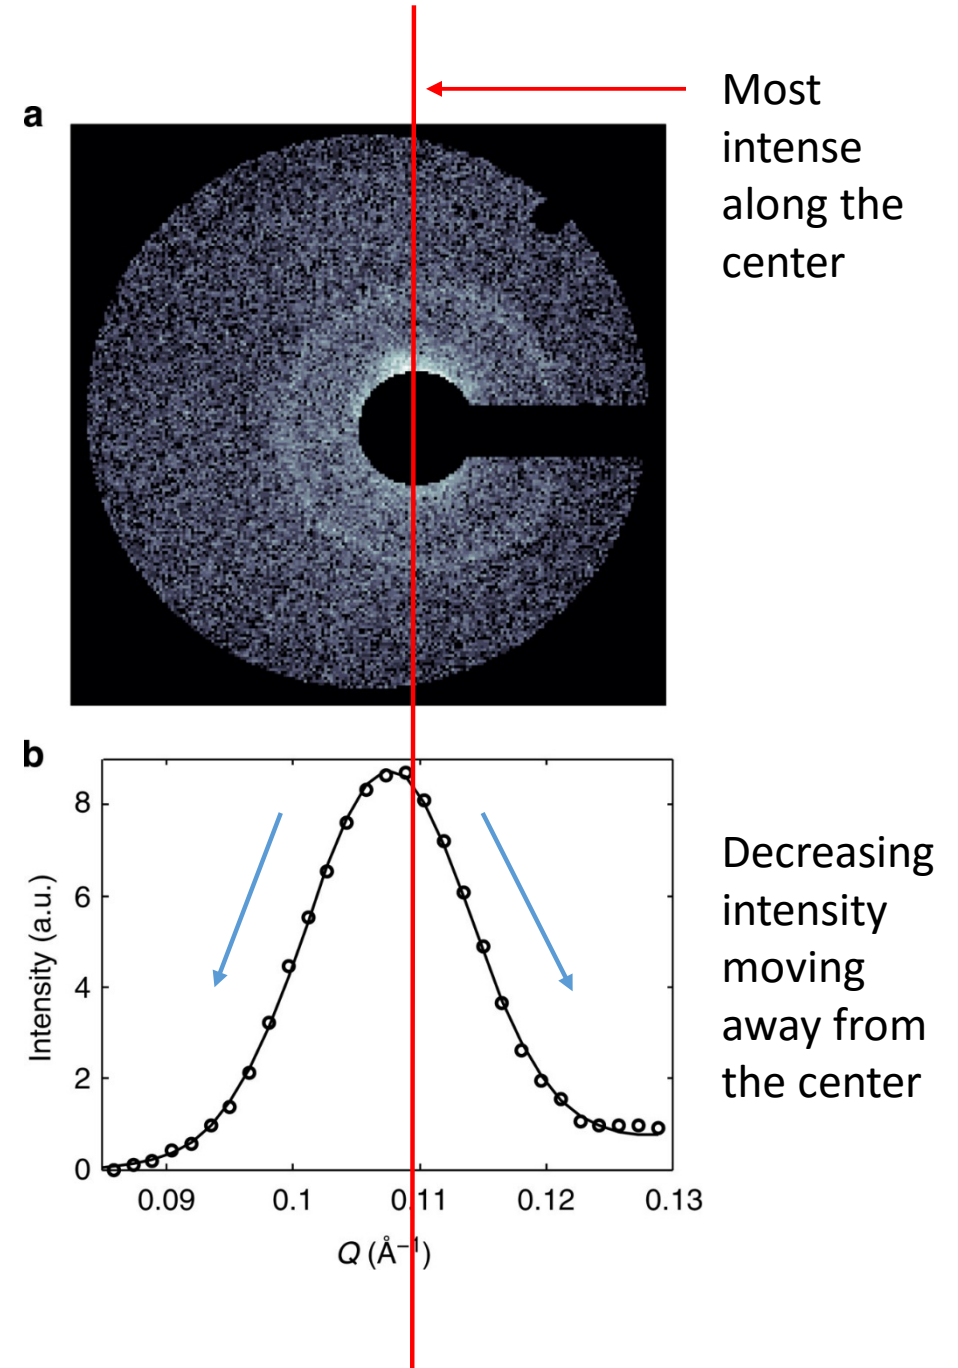 Most
intense
along the
center
a
b
8
6
4
2
0
Intensity (a.u.)
0.09
0.1
0.11
0.12
0.13
Q (Å⁻¹)
Decreasing
intensity
moving
away from
the center